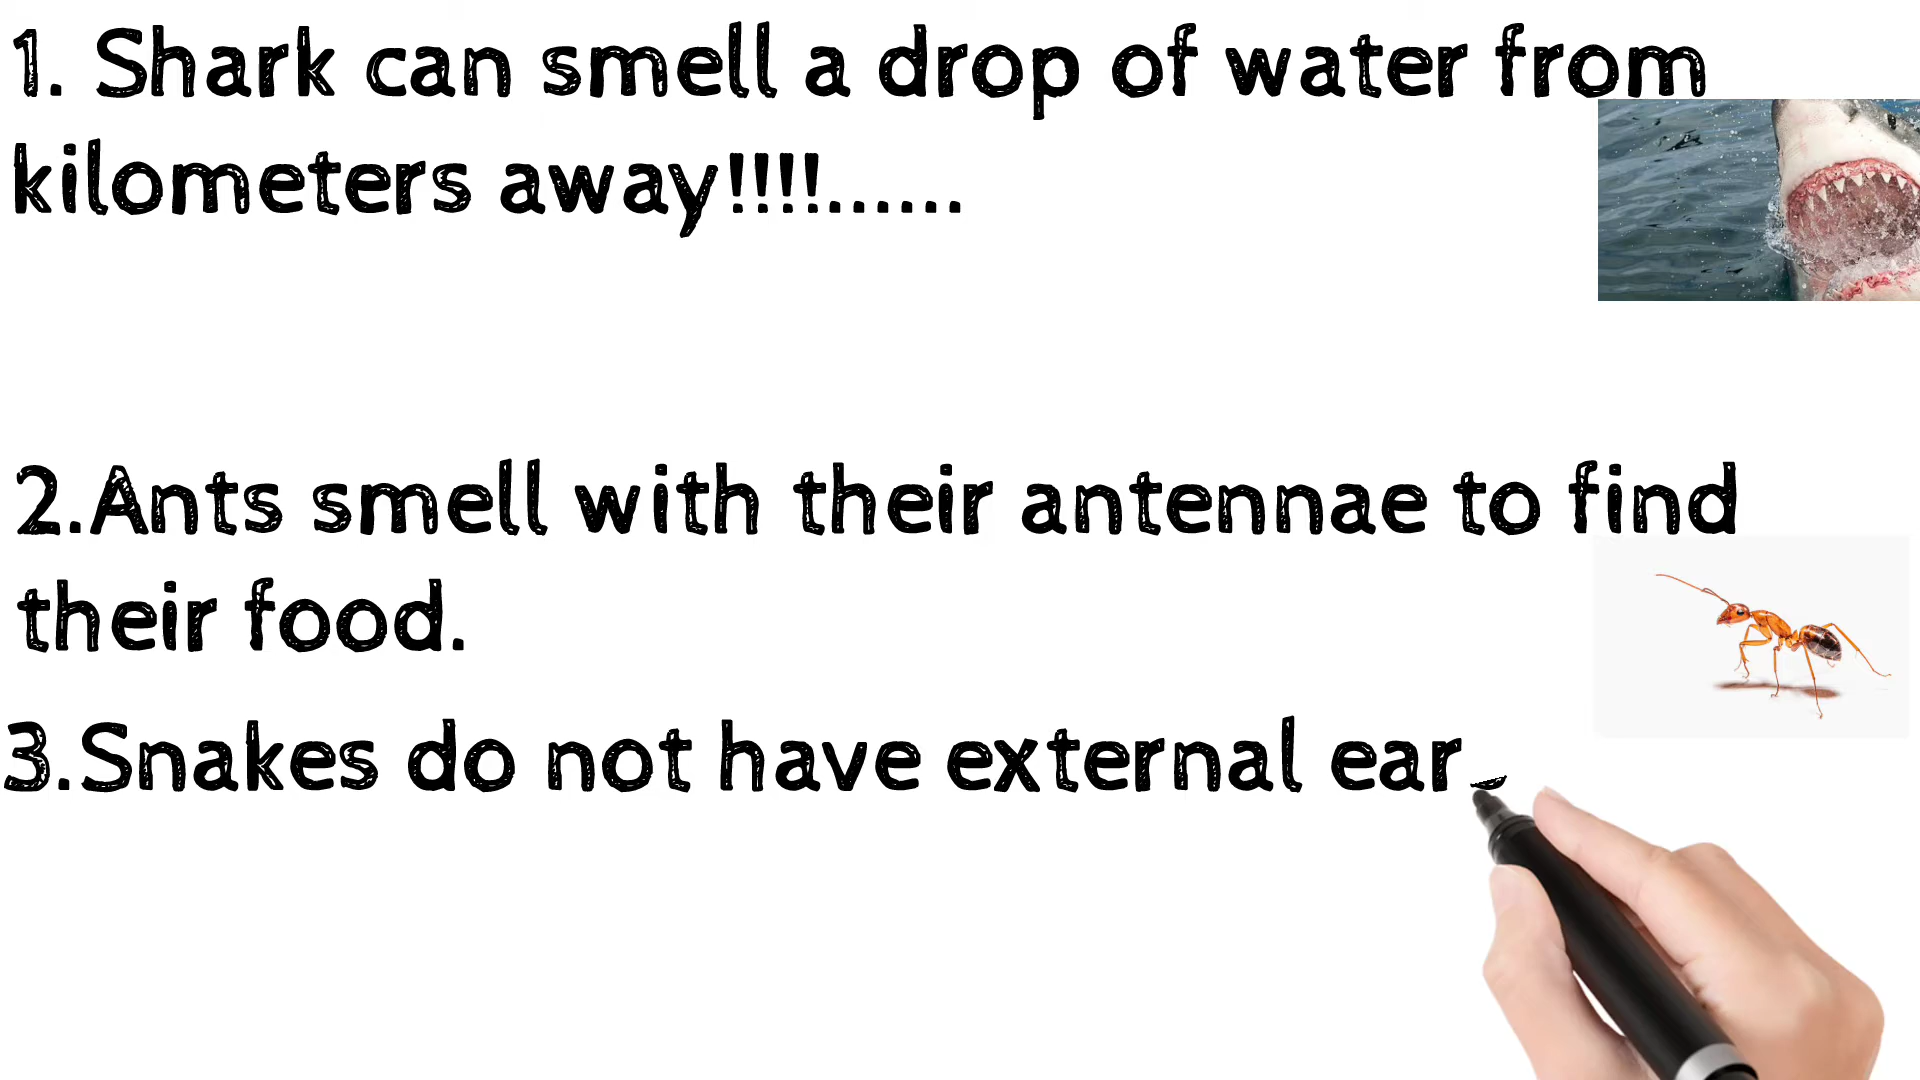 1. Shark can smell a drop of water from
kilometers away!!!!......
2.Ants smell with their antennae to find
their food.
3.Snakes do not have external ear